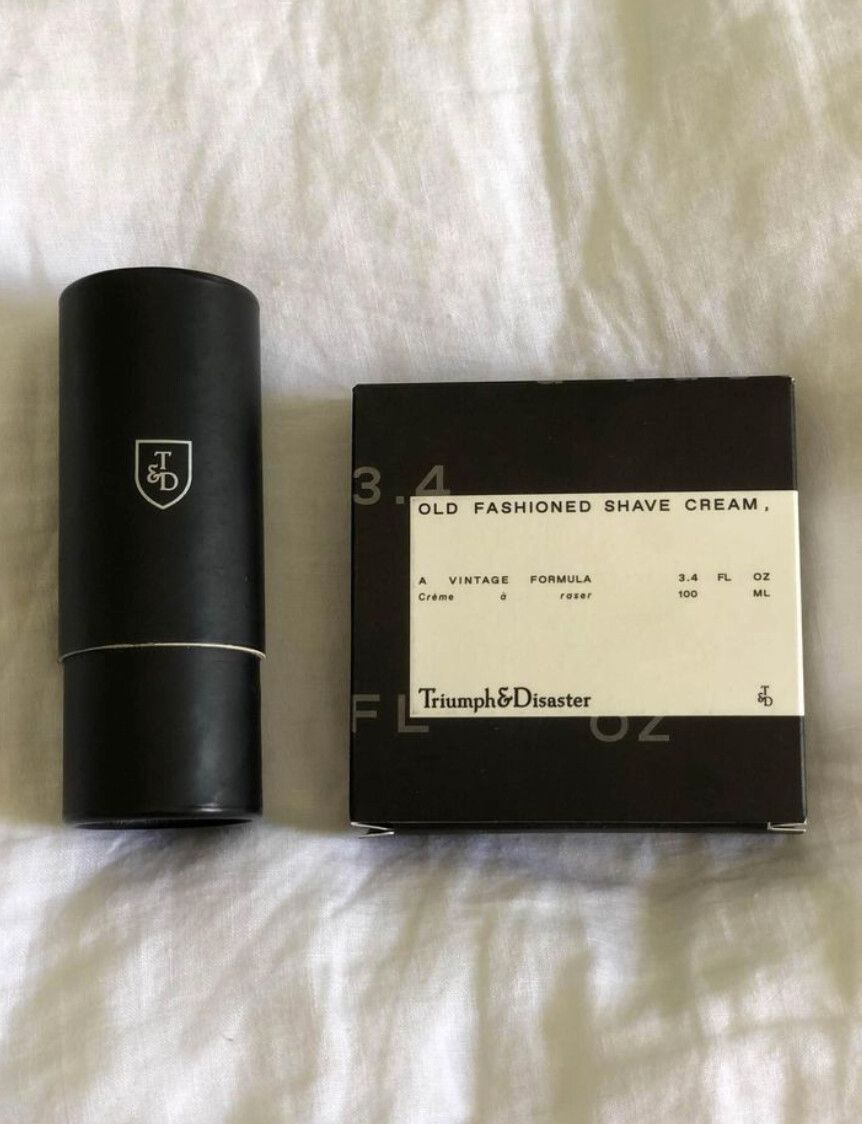 T
&D
3.4
OLD FASHIONED SHAVE CREAM,
A VINTAGE FORMULA 3.4 FL OZ
Crème à raser 100 ML
Triumph&Disaster
T
&D
FL OZ